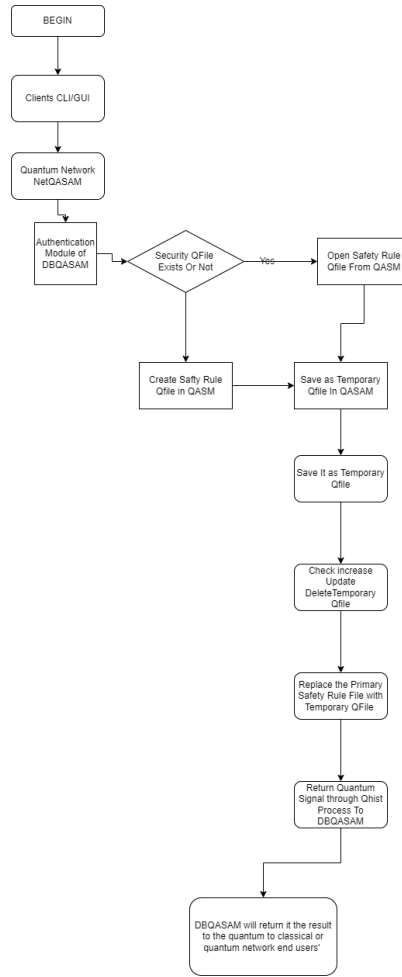 BEGIN
Clients CLI/GUI
Quantum Network
NetQASAM
Authentication
Module of
DBQASAM
Security QFile
Exists Or Not
Yes
Open Safety Rule
Qfile From QASM
Create Safty Rule
Qfile in QASM
Save as Temporary
Qfile In QASAM
Save It as Temporary
Qfile
Check increase
Update
DeleteTemporary
Qfile
Replace the Primary
Safety Rule File with
Temporary QFile
Return Quantum
Signal through Qhist
Process To
DBQASAM
DBQASAM will return it the result
to the quantum to classical or
quantum network end users'